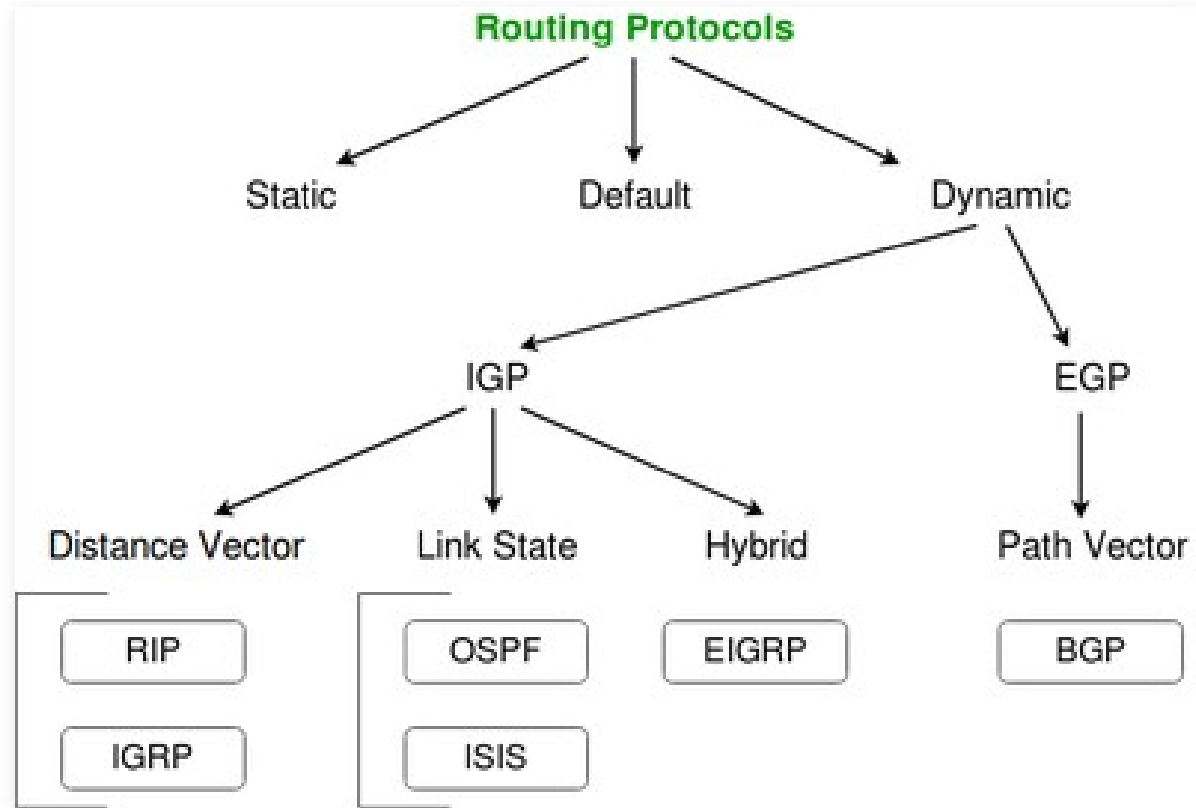 Routing Protocols
Static Default Dynamic
IGP EGP
Distance Vector Link State Hybrid Path Vector
RIP OSPF EIGRP BGP
IGRP ISIS